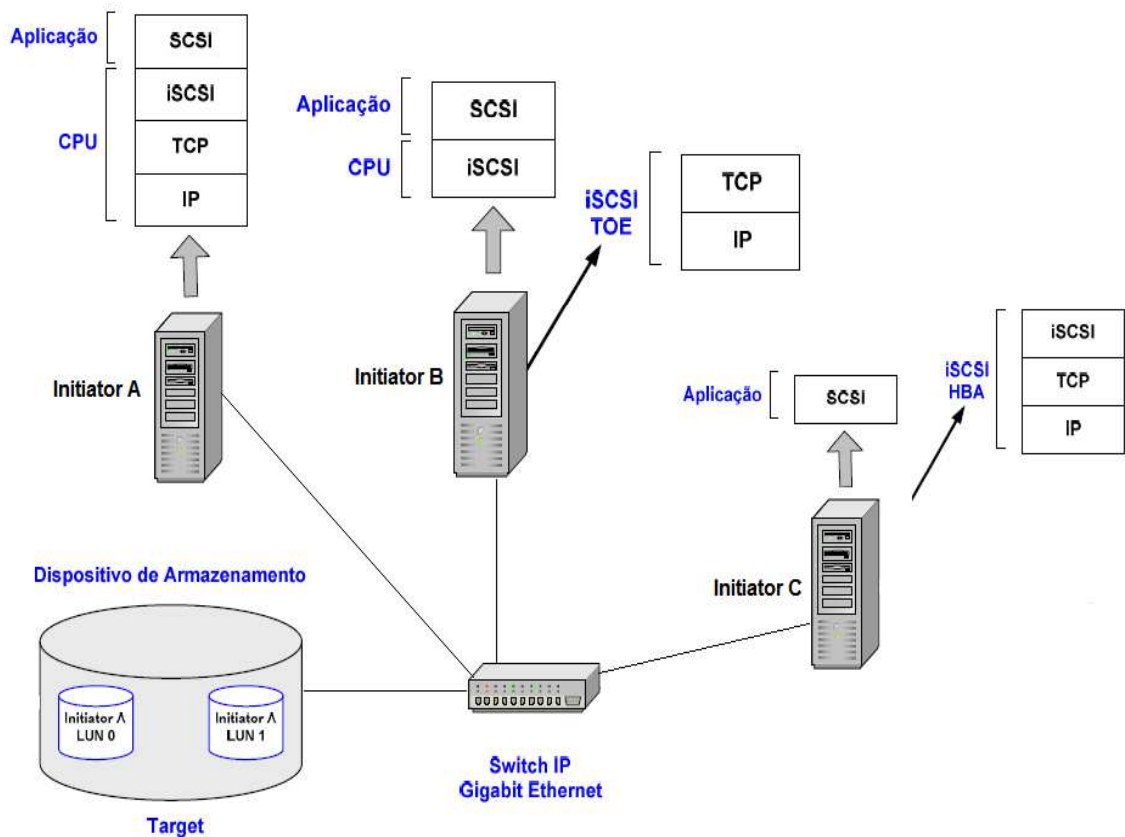 Aplicação
SCSI
CPU
iSCSI
TCP
IP
Initiator A
Aplicação
SCSI
CPU
iSCSI
iSCSI
TOE
TCP
IP
Initiator B
Aplicação
SCSI
iSCSI
HBA
iSCSI
TCP
IP
Initiator C
Dispositivo de Armazenamento
Initiator A
LUN 0
Initiator A
LUN 1
Target
Switch IP
Gigabit Ethernet